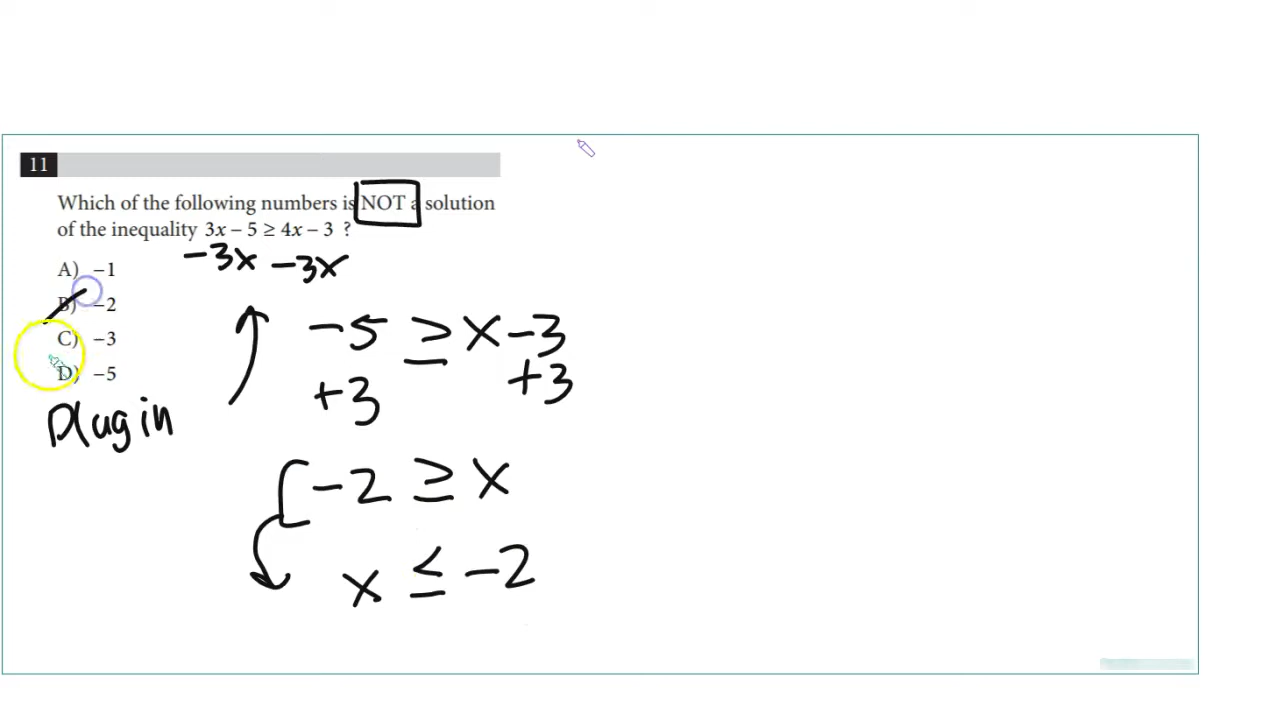 11
Which of the following numbers is NOT a solution
of the inequality 3x − 5 ≥ 4x − 3 ?
−3x −3x
A) −1
B) −2
C) −3
D) −5
Plug in
−5 ≥ x −3
+3 +3
−2 ≥ x
x ≤ −2